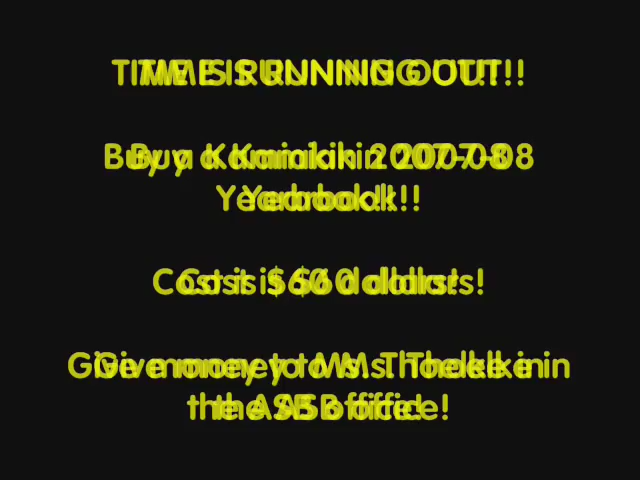 TIME IS RUNNING OUT!!!
Buy a Kamiakin 2007-08
Yearbook!!
Cost is $60 dollars!
Give money to Ms. Thoelke in
the ASB office!